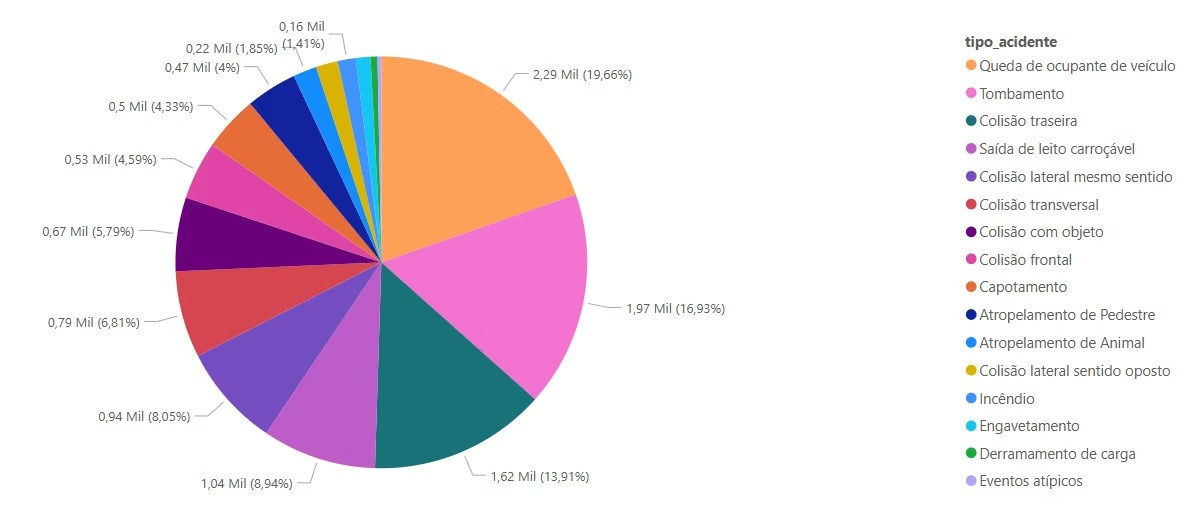 0,16 Mil
(1,41%)
0,22 Mil (1,85%)
0,47 Mil (4%)
0,5 Mil (4,33%)
0,53 Mil (4,59%)
0,67 Mil (5,79%)
0,79 Mil (6,81%)
0,94 Mil (8,05%)
1,04 Mil (8,94%)
1,62 Mil (13,91%)
1,97 Mil (16,93%)
2,29 Mil (19,66%)
tipo_acidente
Queda de ocupante de veículo
Tombamento
Colisão traseira
Saída de leito carroçável
Colisão lateral mesmo sentido
Colisão transversal
Colisão com objeto
Colisão frontal
Capotamento
Atropelamento de Pedestre
Atropelamento de Animal
Colisão lateral sentido oposto
Incêndio
Engavetamento
Derramamento de carga
Eventos atípicos